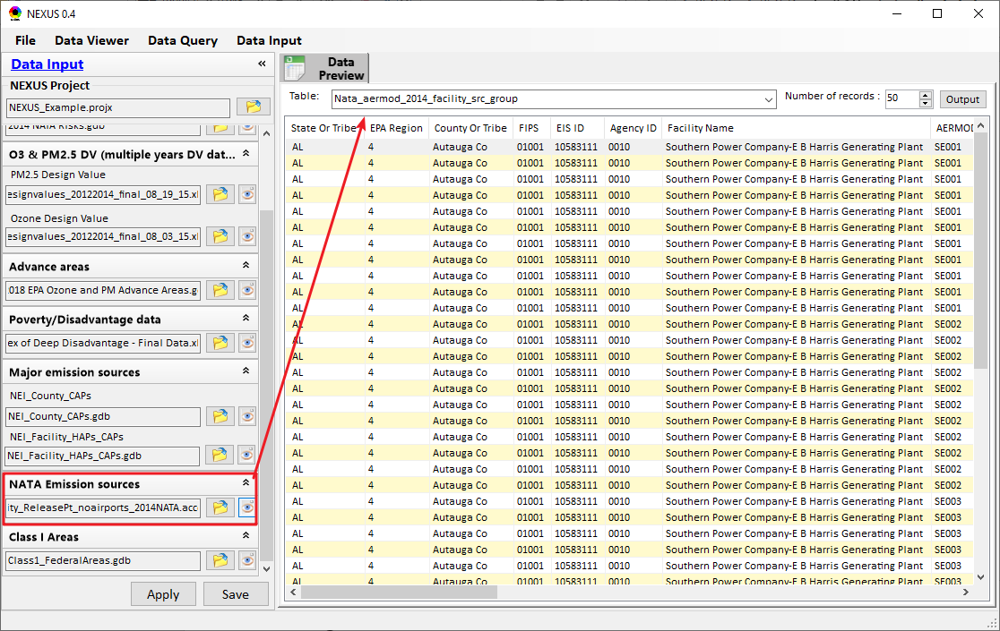 NEXUS 0.4
File Data Viewer Data Query Data Input
Data Input
NEXUS Project
NEXUS_Example.projx
2014 NATA Risks.gdb
O3 & PM2.5 DV (multiple years DV dat...
PM2.5 Design Value
esignvalues_20122014_final_08_19_15.xl
Ozone Design Value
esignvalues_20122014_final_08_03_15.xl
Advance areas
018 EPA Ozone and PM Advance Areas.g
Poverty/Disadvantage data
ex of Deep Disadvantage - Final Data.xl
Major emission sources
NEI_County_CAPs
NEI_County_CAPs.gdb
NEI_Facility_HAPs_CAPs
NEI_Facility_HAPs_CAPs.gdb
NATA Emission sources
ity_ReleasePt_noairports_2014NATA.acc
Class I Areas
Class1_FederalAreas.gdb
Apply Save
Data
Preview
Table: Nata_aermod_2014_facility_src_group Number of records : 50 Output
State Or Tribe EPA Region County Or Tribe FIPS EIS ID Agency ID Facility Name AERMOD
AL 4 Autauga Co 01001 10583111 0010 Southern Power Company-E B Harris Generating Plant SE001
AL 4 Autauga Co 01001 10583111 0010 Southern Power Company-E B Harris Generating Plant SE001
AL 4 Autauga Co 01001 10583111 0010 Southern Power Company-E B Harris Generating Plant SE001
AL 4 Autauga Co 01001 10583111 0010 Southern Power Company-E B Harris Generating Plant SE001
AL 4 Autauga Co 01001 10583111 0010 Southern Power Company-E B Harris Generating Plant SE001
AL 4 Autauga Co 01001 10583111 0010 Southern Power Company-E B Harris Generating Plant SE001
AL 4 Autauga Co 01001 10583111 0010 Southern Power Company-E B Harris Generating Plant SE001
AL 4 Autauga Co 01001 10583111 0010 Southern Power Company-E B Harris Generating Plant SE001
AL 4 Autauga Co 01001 10583111 0010 Southern Power Company-E B Harris Generating Plant SE001
AL 4 Autauga Co 01001 10583111 0010 Southern Power Company-E B Harris Generating Plant SE001
AL 4 Autauga Co 01001 10583111 0010 Southern Power Company-E B Harris Generating Plant SE001
AL 4 Autauga Co 01001 10583111 0010 Southern Power Company-E B Harris Generating Plant SE002
AL 4 Autauga Co 01001 10583111 0010 Southern Power Company-E B Harris Generating Plant SE002
AL 4 Autauga Co 01001 10583111 0010 Southern Power Company-E B Harris Generating Plant SE002
AL 4 Autauga Co 01001 10583111 0010 Southern Power Company-E B Harris Generating Plant SE002
AL 4 Autauga Co 01001 10583111 0010 Southern Power Company-E B Harris Generating Plant SE002
AL 4 Autauga Co 01001 10583111 0010 Southern Power Company-E B Harris Generating Plant SE002
AL 4 Autauga Co 01001 10583111 0010 Southern Power Company-E B Harris Generating Plant SE002
AL 4 Autauga Co 01001 10583111 0010 Southern Power Company-E B Harris Generating Plant SE002
AL 4 Autauga Co 01001 10583111 0010 Southern Power Company-E B Harris Generating Plant SE002
AL 4 Autauga Co 01001 10583111 0010 Southern Power Company-E B Harris Generating Plant SE002
AL 4 Autauga Co 01001 10583111 0010 Southern Power Company-E B Harris Generating Plant SE002
AL 4 Autauga Co 01001 10583111 0010 Southern Power Company-E B Harris Generating Plant SE003
AL 4 Autauga Co 01001 10583111 0010 Southern Power Company-E B Harris Generating Plant SE003
AL 4 Autauga Co 01001 10583111 0010 Southern Power Company-E B Harris Generating Plant SE003
AL 4 Autauga Co 01001 10583111 0010 Southern Power Company-E B Harris Generating Plant SE003
AL 4 Autauga Co 01001 10583111 0010 Southern Power Company-E B Harris Generating Plant SE003
AL 4 Autauga Co 01001 10583111 0010 Southern Power Company-E B Harris Generating Plant SE003